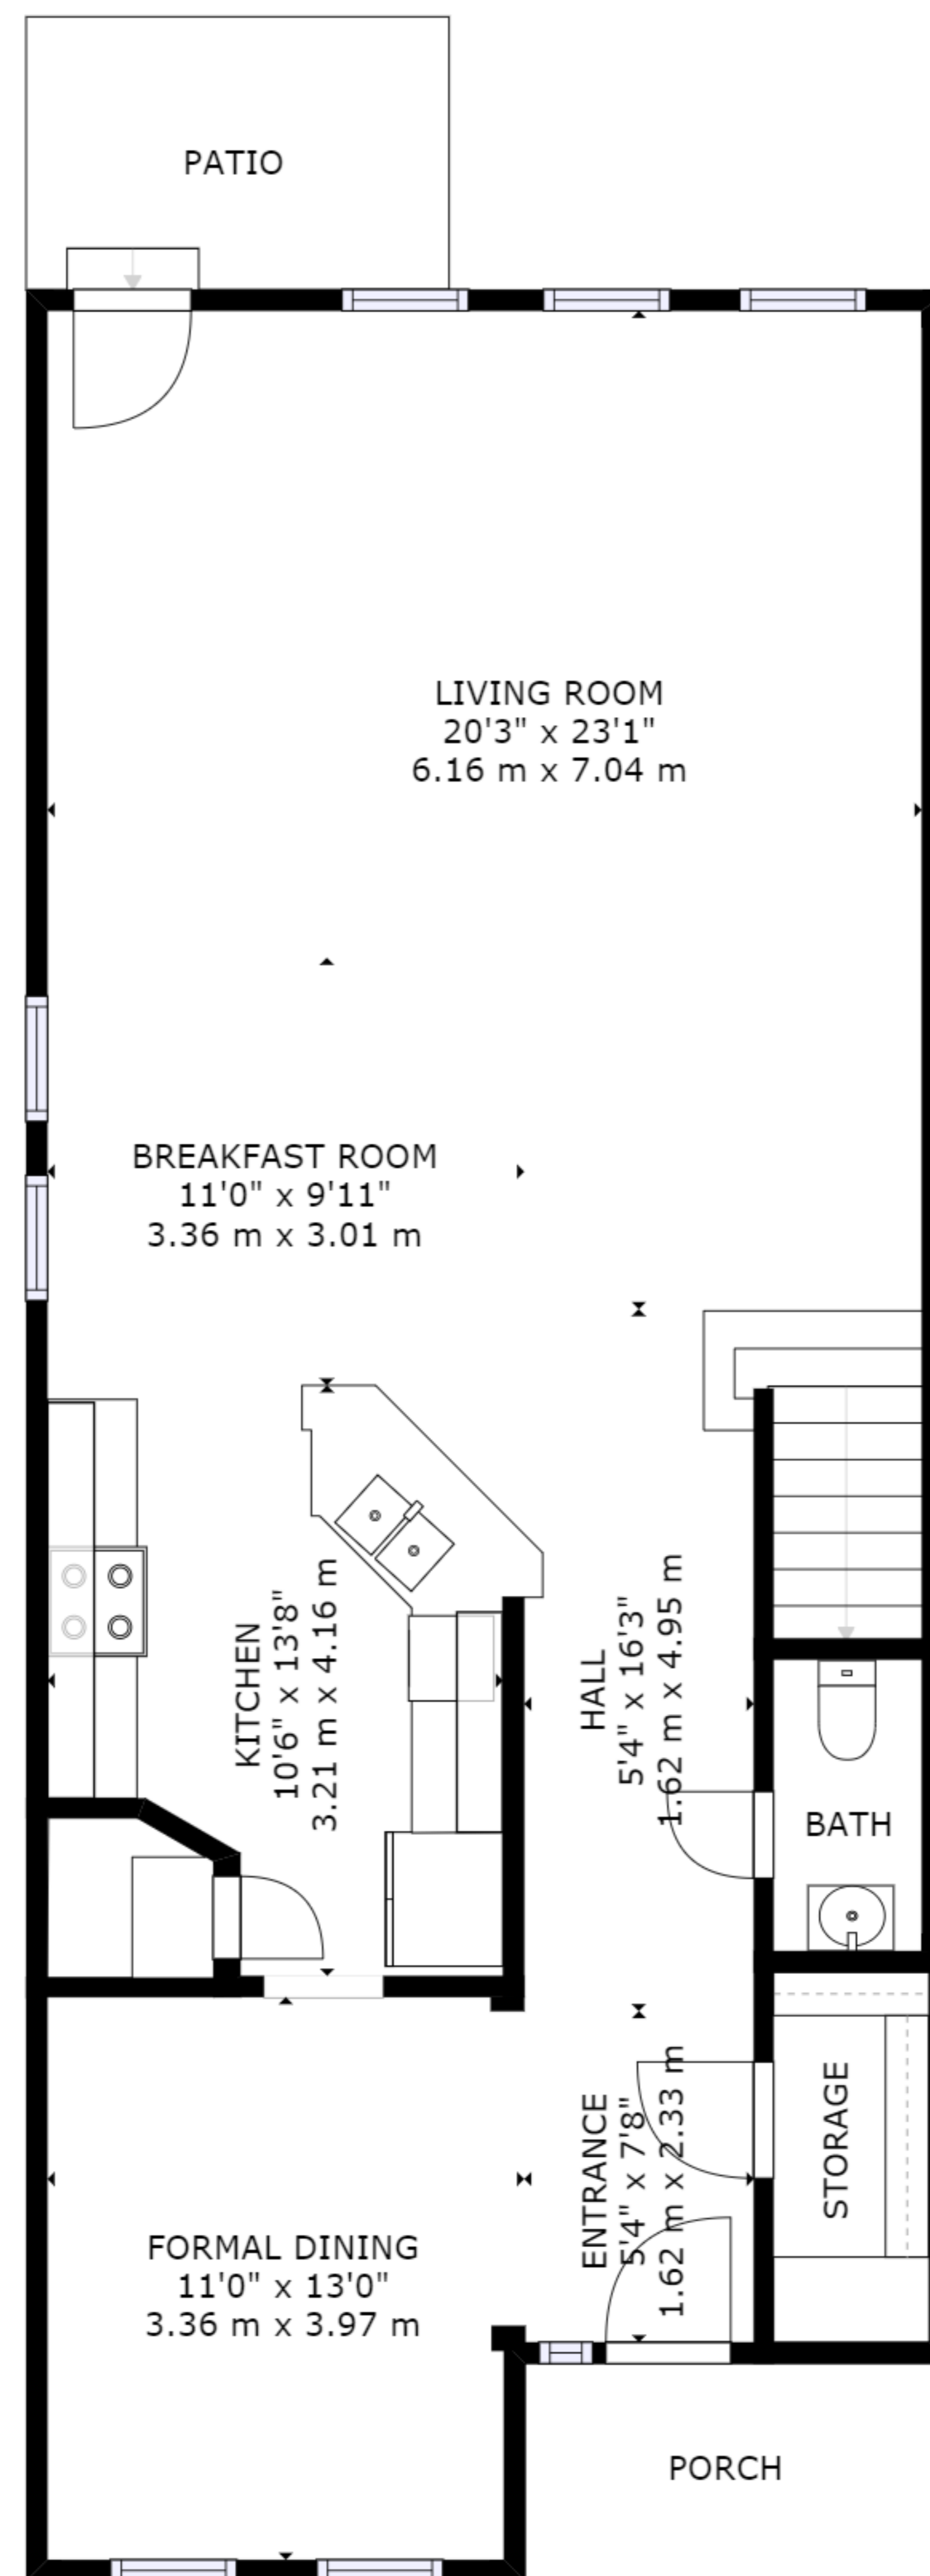 PATIO
LIVING ROOM
20'3" x 23'1"
6.16 m x 7.04 m
BREAKFAST ROOM
11'0" x 9'11"
3.36 m x 3.01 m
KITCHEN
10'6" x 13'8"
3.21 m x 4.16 m
HALL
5'4" x 16'3"
1.62 m x 4.95 m
BATH
ENTRANCE
5'4" x 7'8"
1.62 m x 2.33 m
STORAGE
FORMAL DINING
11'0" x 13'0"
3.36 m x 3.97 m
PORCH